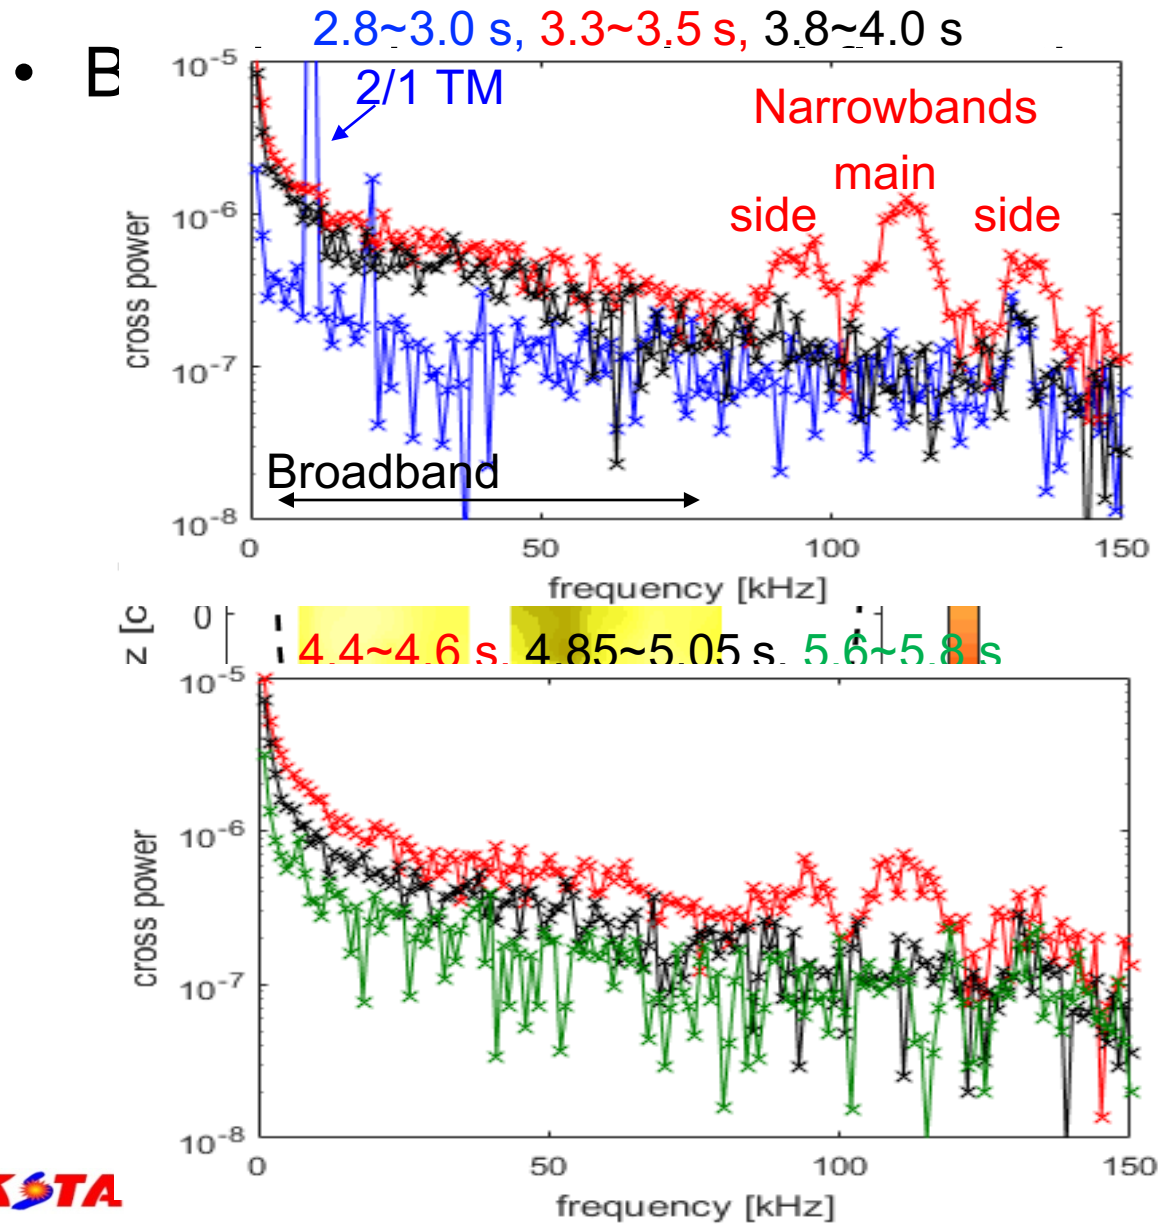 2.8~3.0 s, 3.3~3.5 s, 3.8~4.0 s
• B
10-5
2/1 TM
Narrowbands
main
side side
10-6
cross power
10-7
Broadband
10-8
0 50 100 150
frequency [kHz]
z [c
0
4.4~4.6 s, 4.85~5.05 s, 5.6~5.8 s
10-5
10-6
cross power
10-7
10-8
0 50 100 150
frequency [kHz]